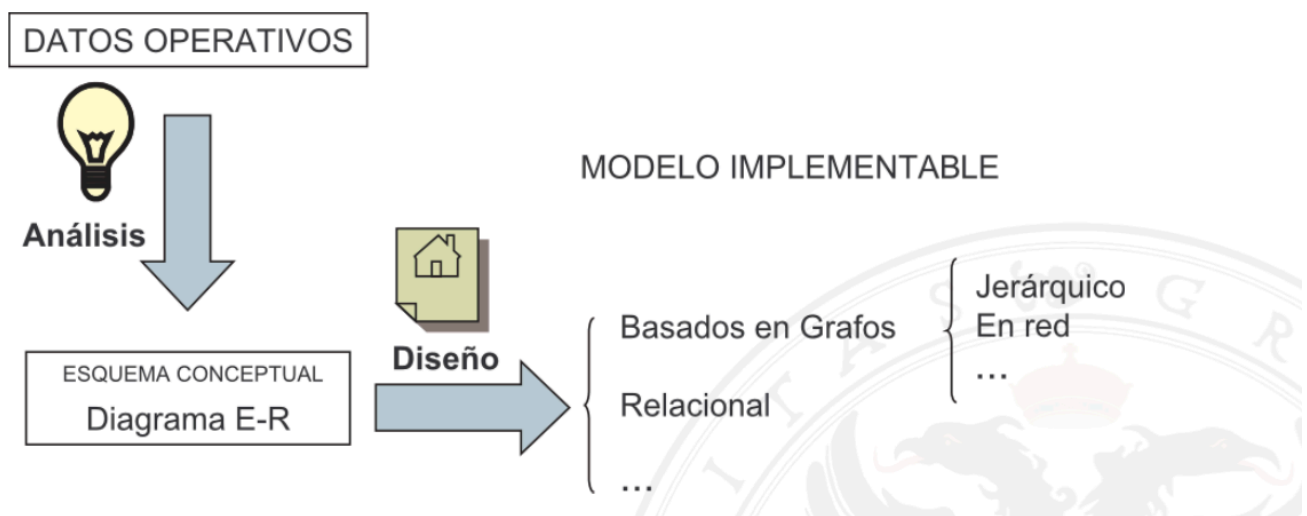 DATOS OPERATIVOS
Análisis
ESQUEMA CONCEPTUAL
Diagrama E-R
Diseño
MODELO IMPLEMENTABLE
Basados en Grafos
Jerárquico
En red
...
Relacional
...